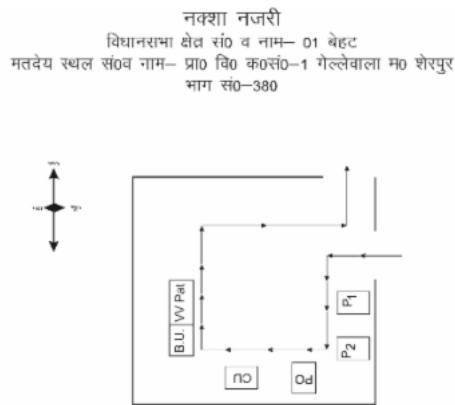 नक्शा नजरी
विधानसभा क्षेत्र सं0 व नाम– 01 बेहट
मतदेय स्थल सं0व नाम– प्रा0 वि0 क0सं0–1 गेल्लेवाला म0 शेरपुर
भाग सं0–380
B.U. VV Pat
P1
P2
CU
PO